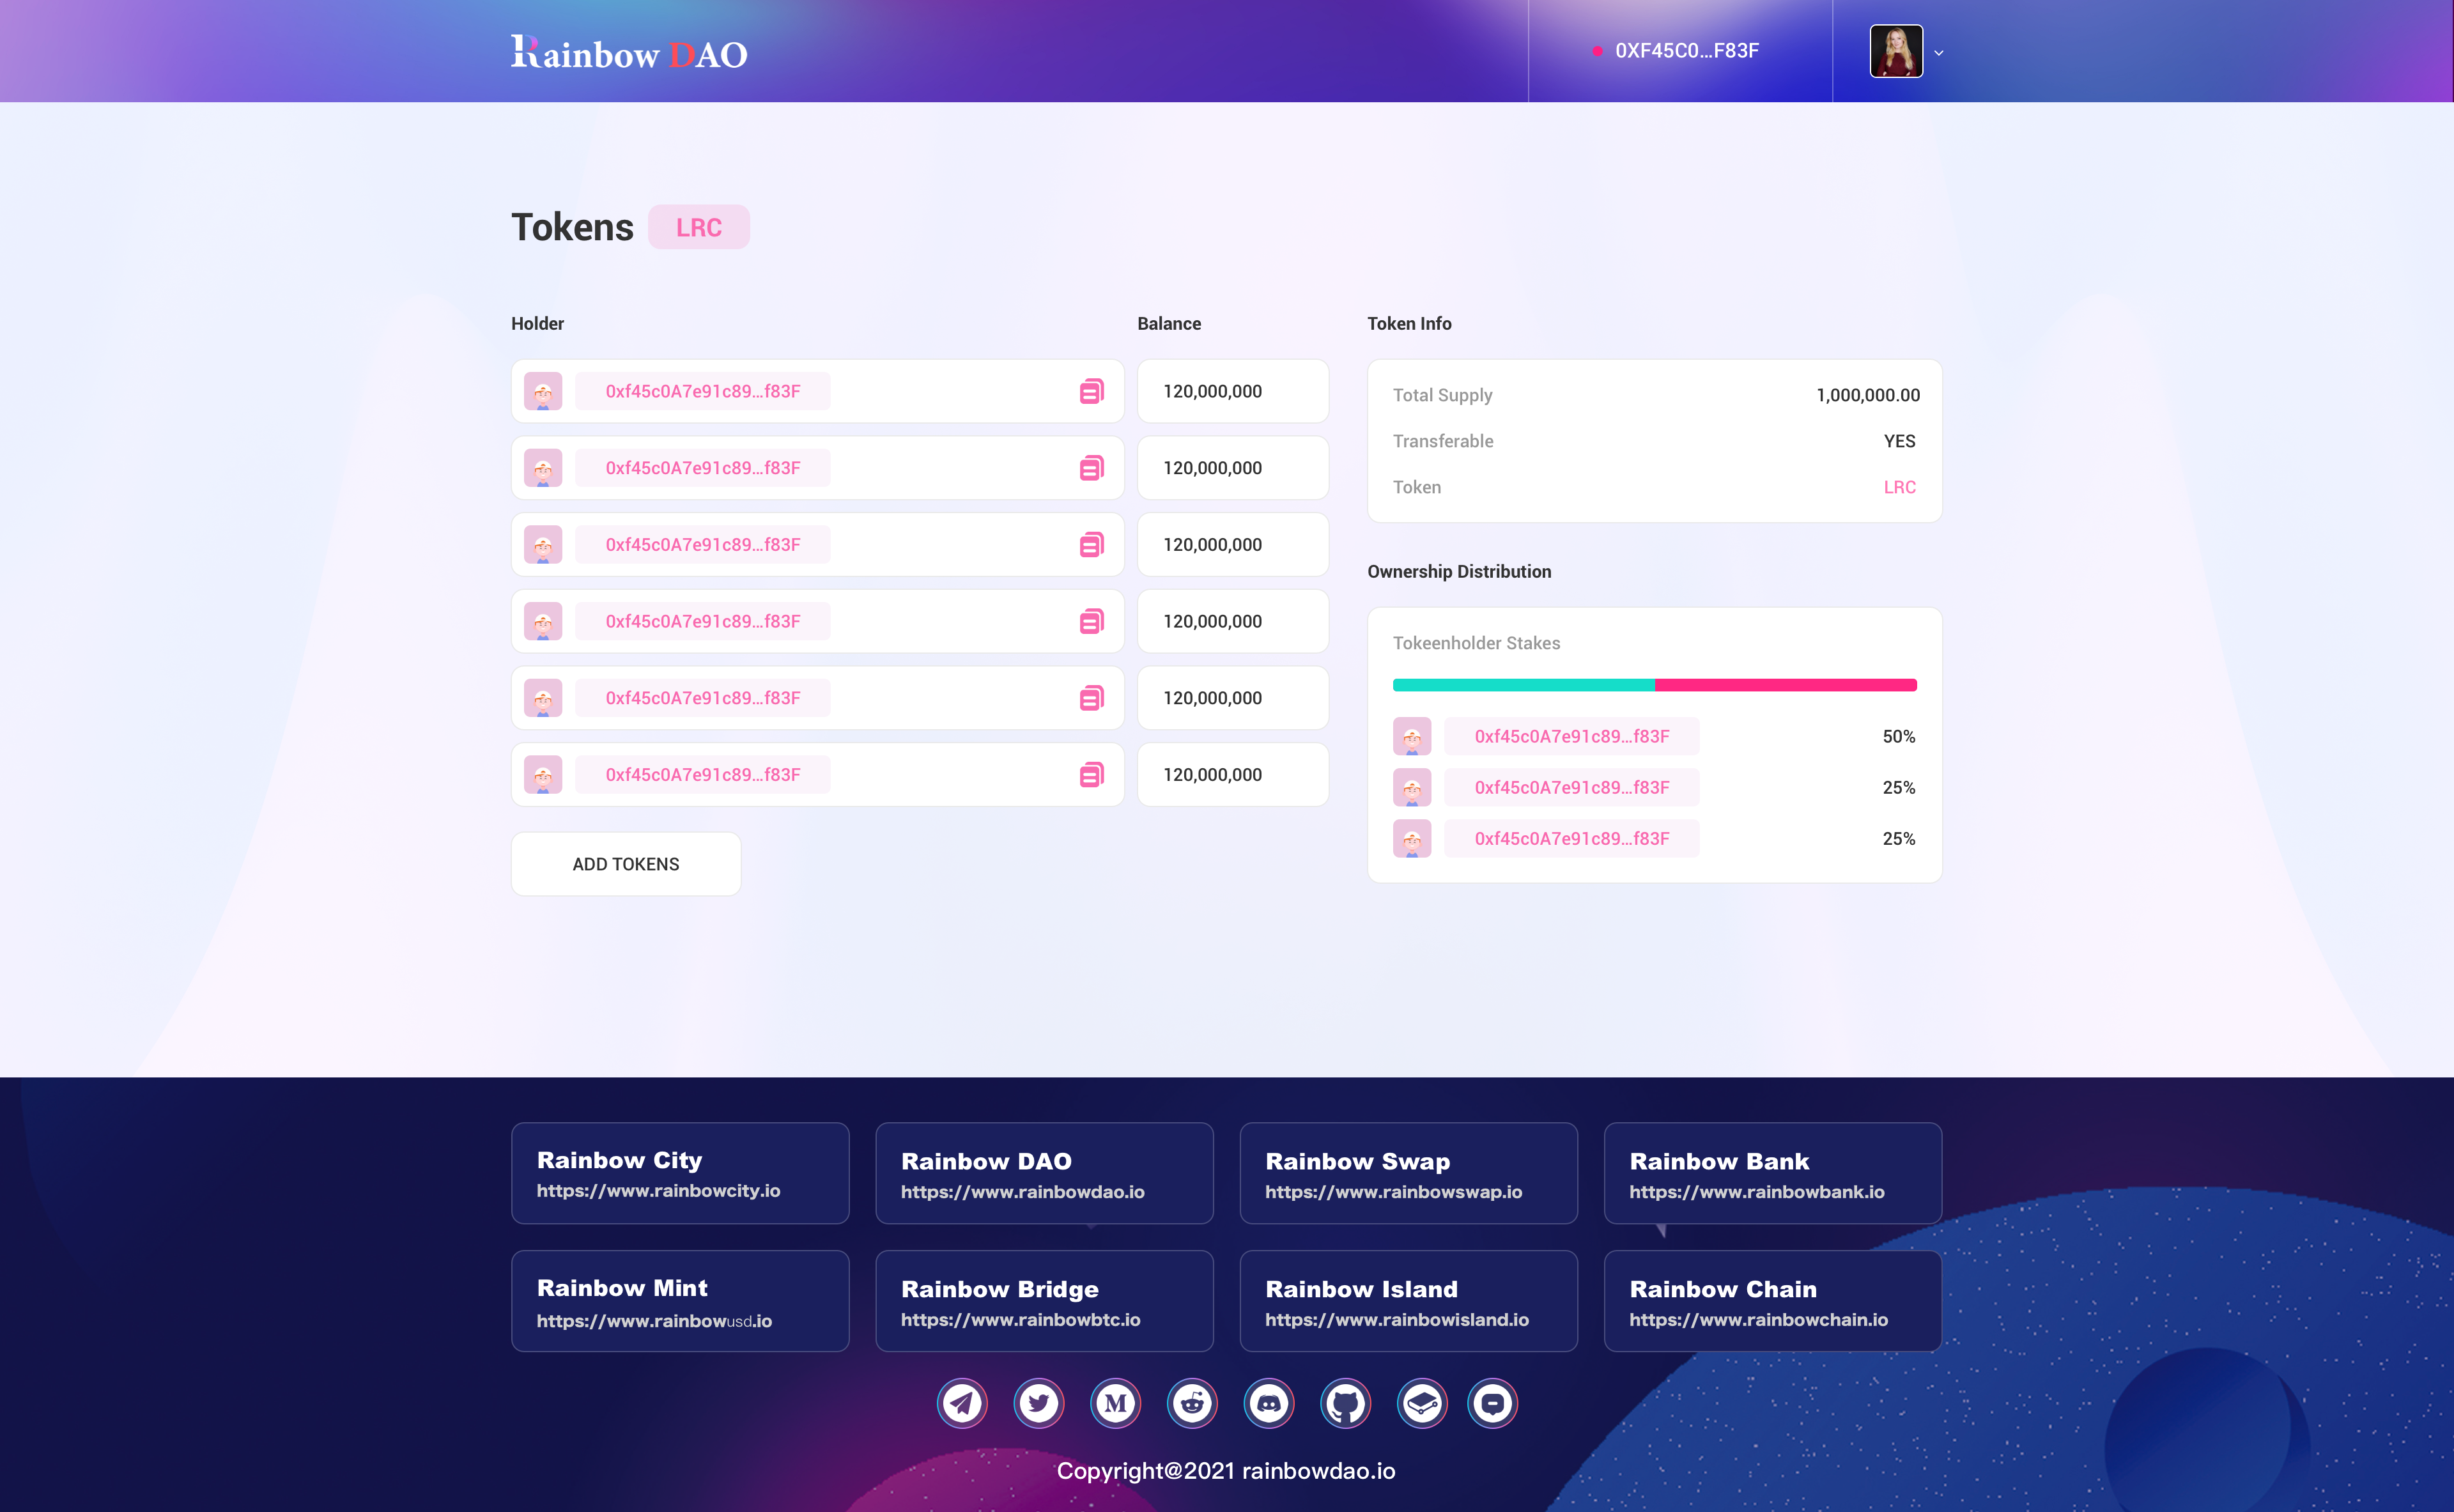 Rainbow DAO
0XF45C0...F83F
Tokens LRC
Holder
Balance
0xf45c0A7e91c89...f83F
120,000,000
0xf45c0A7e91c89...f83F
120,000,000
0xf45c0A7e91c89...f83F
120,000,000
0xf45c0A7e91c89...f83F
120,000,000
0xf45c0A7e91c89...f83F
120,000,000
0xf45c0A7e91c89...f83F
120,000,000
ADD TOKENS
Token Info
Total Supply 1,000,000.00
Transferable YES
Token LRC
Ownership Distribution
Tokeenholder Stakes
0xf45c0A7e91c89...f83F 50%
0xf45c0A7e91c89...f83F 25%
0xf45c0A7e91c89...f83F 25%
Rainbow City
https://www.rainbowcity.io
Rainbow DAO
https://www.rainbowdao.io
Rainbow Swap
https://www.rainbowswap.io
Rainbow Bank
https://www.rainbowbank.io
Rainbow Mint
https://www.rainbowusd.io
Rainbow Bridge
https://www.rainbowbtc.io
Rainbow Island
https://www.rainbowisland.io
Rainbow Chain
https://www.rainbowchain.io
M
Copyright@2021 rainbowdao.io